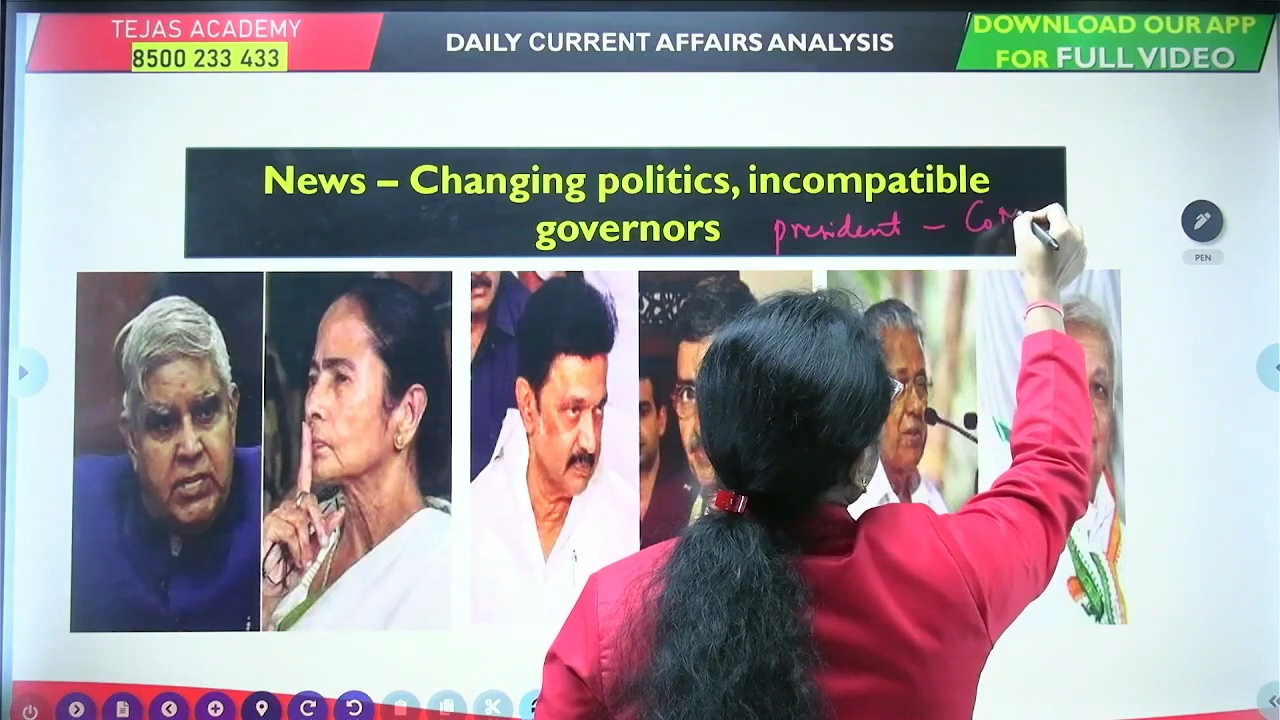 TEJAS ACADEMY
8500 233 433
DAILY CURRENT AFFAIRS ANALYSIS
DOWNLOAD OUR APP
FOR FULL VIDEO
News – Changing politics, incompatible
governors
president –
PEN